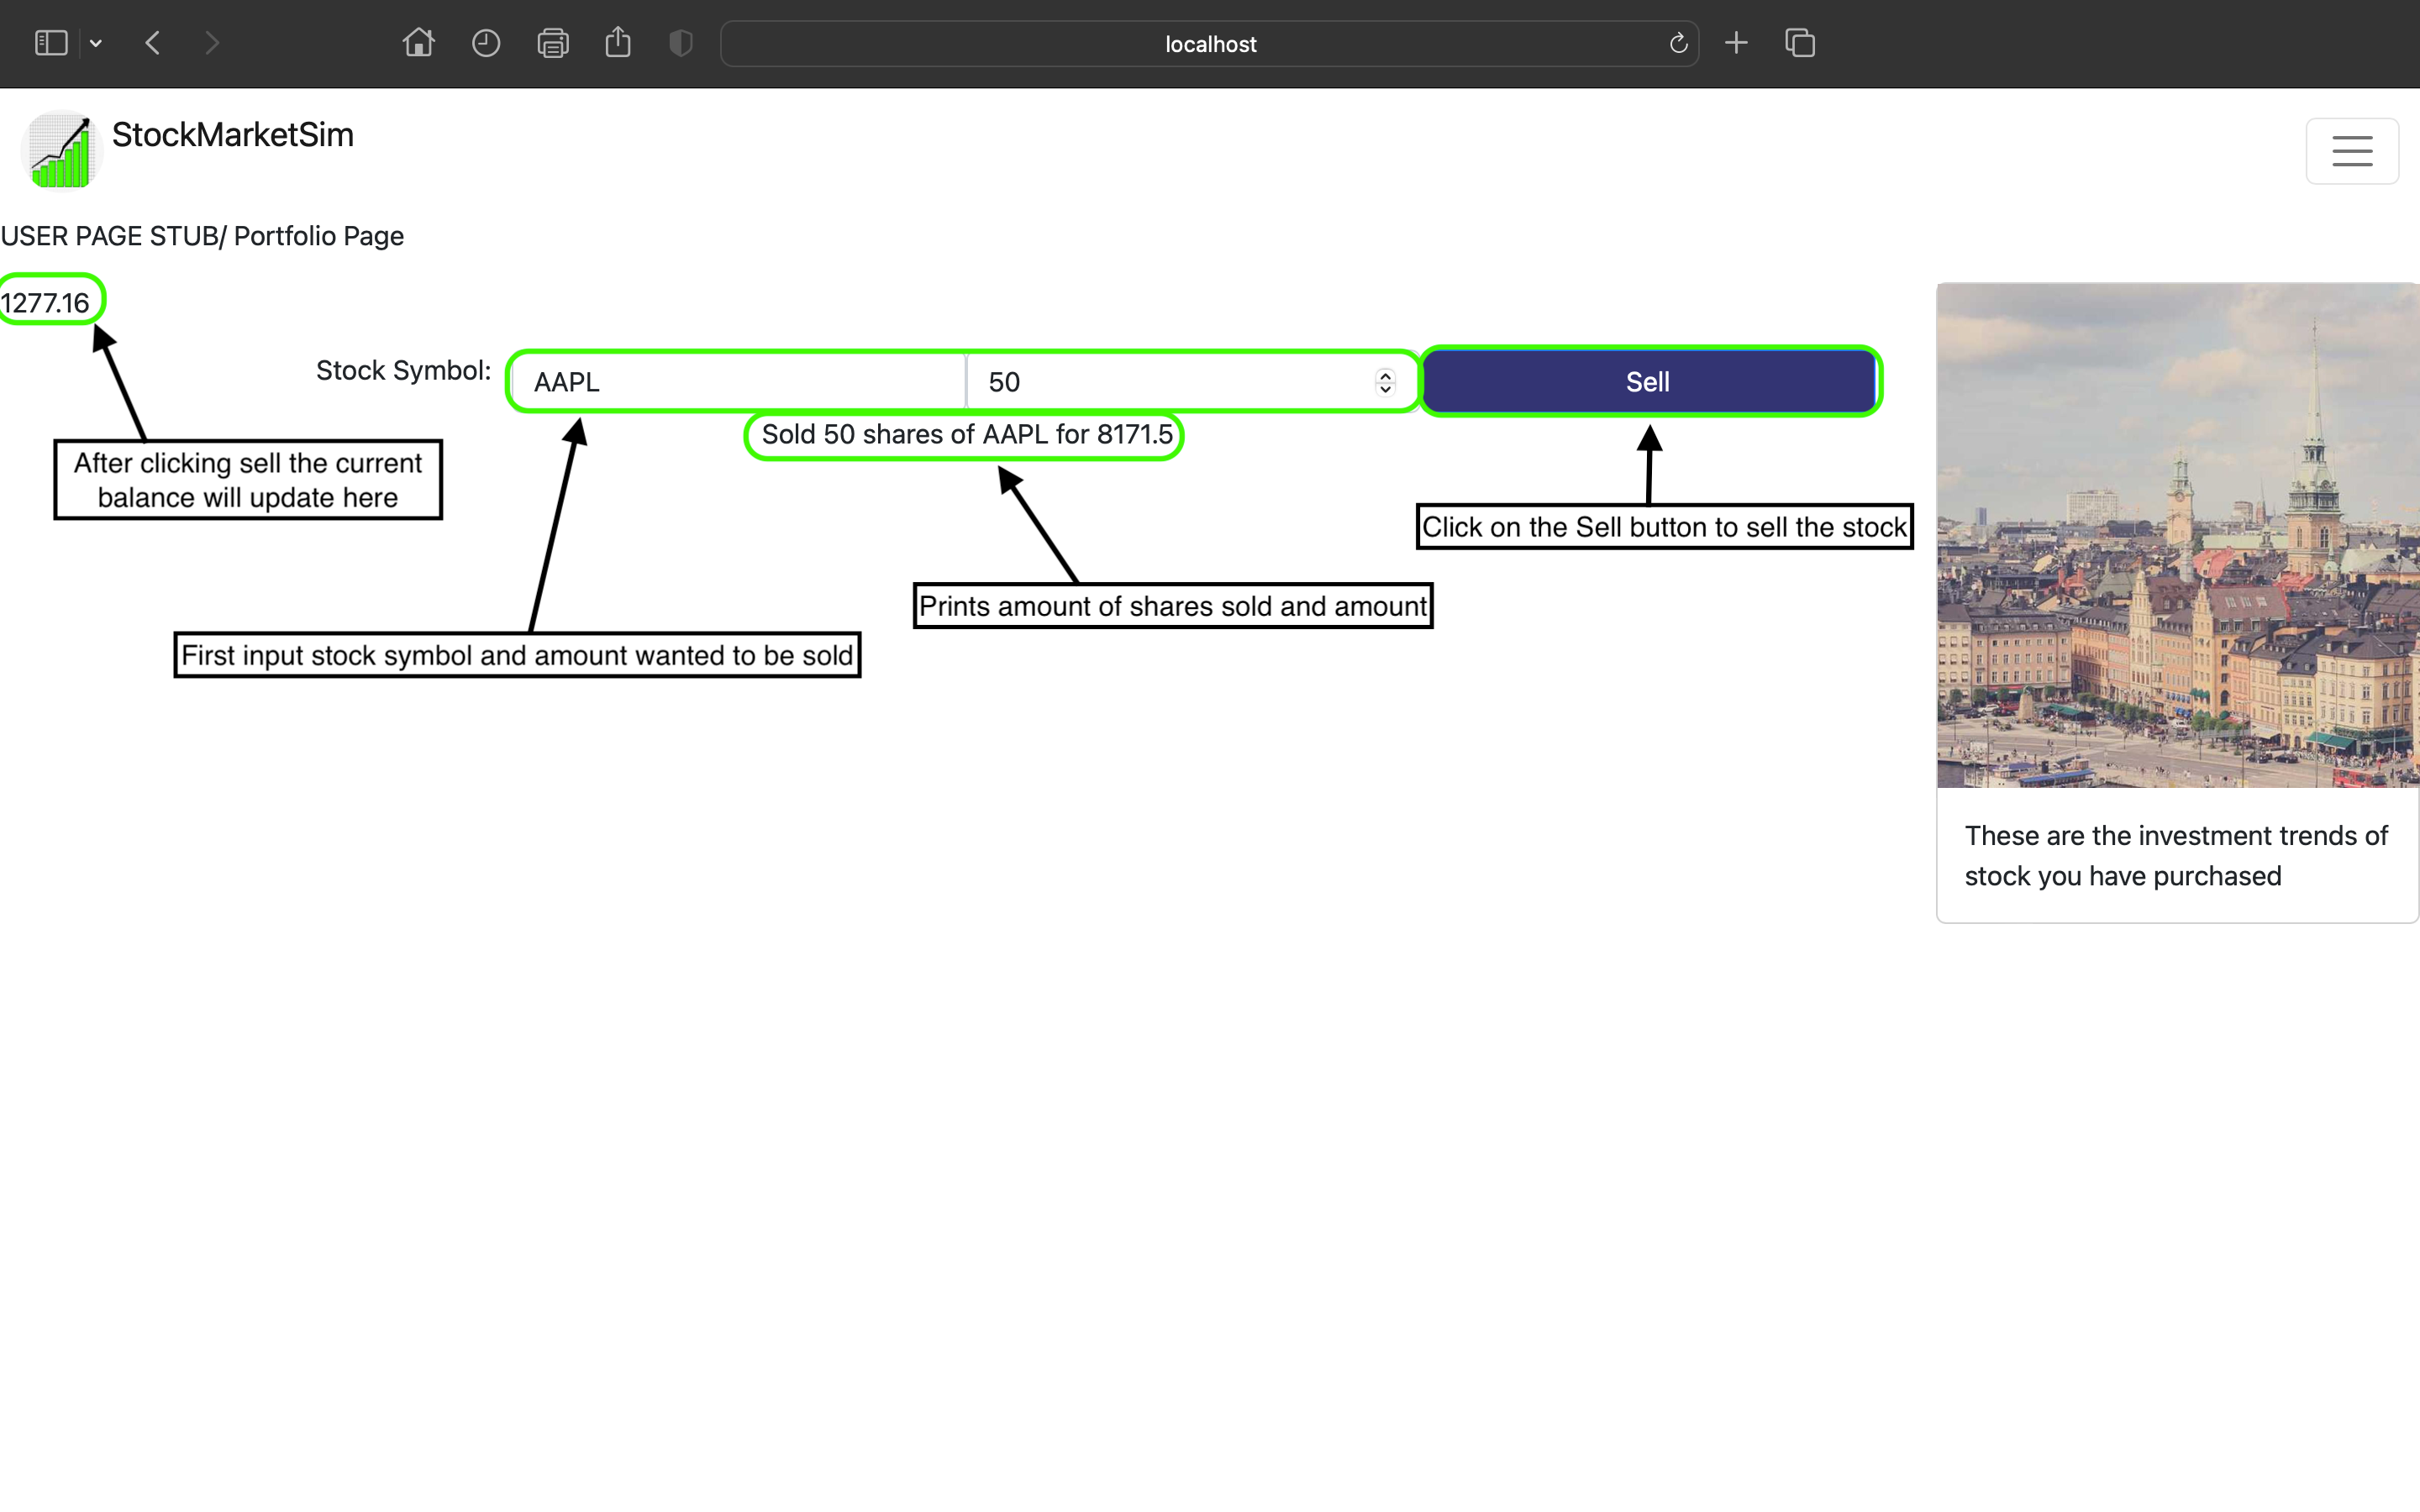 localhost
StockMarketSim
USER PAGE STUB/ Portfolio Page
1277.16
Stock Symbol:
AAPL
50
Sell
Sold 50 shares of AAPL for 8171.5
After clicking sell the current
balance will update here
Click on the Sell button to sell the stock
Prints amount of shares sold and amount
First input stock symbol and amount wanted to be sold
These are the investment trends of
stock you have purchased